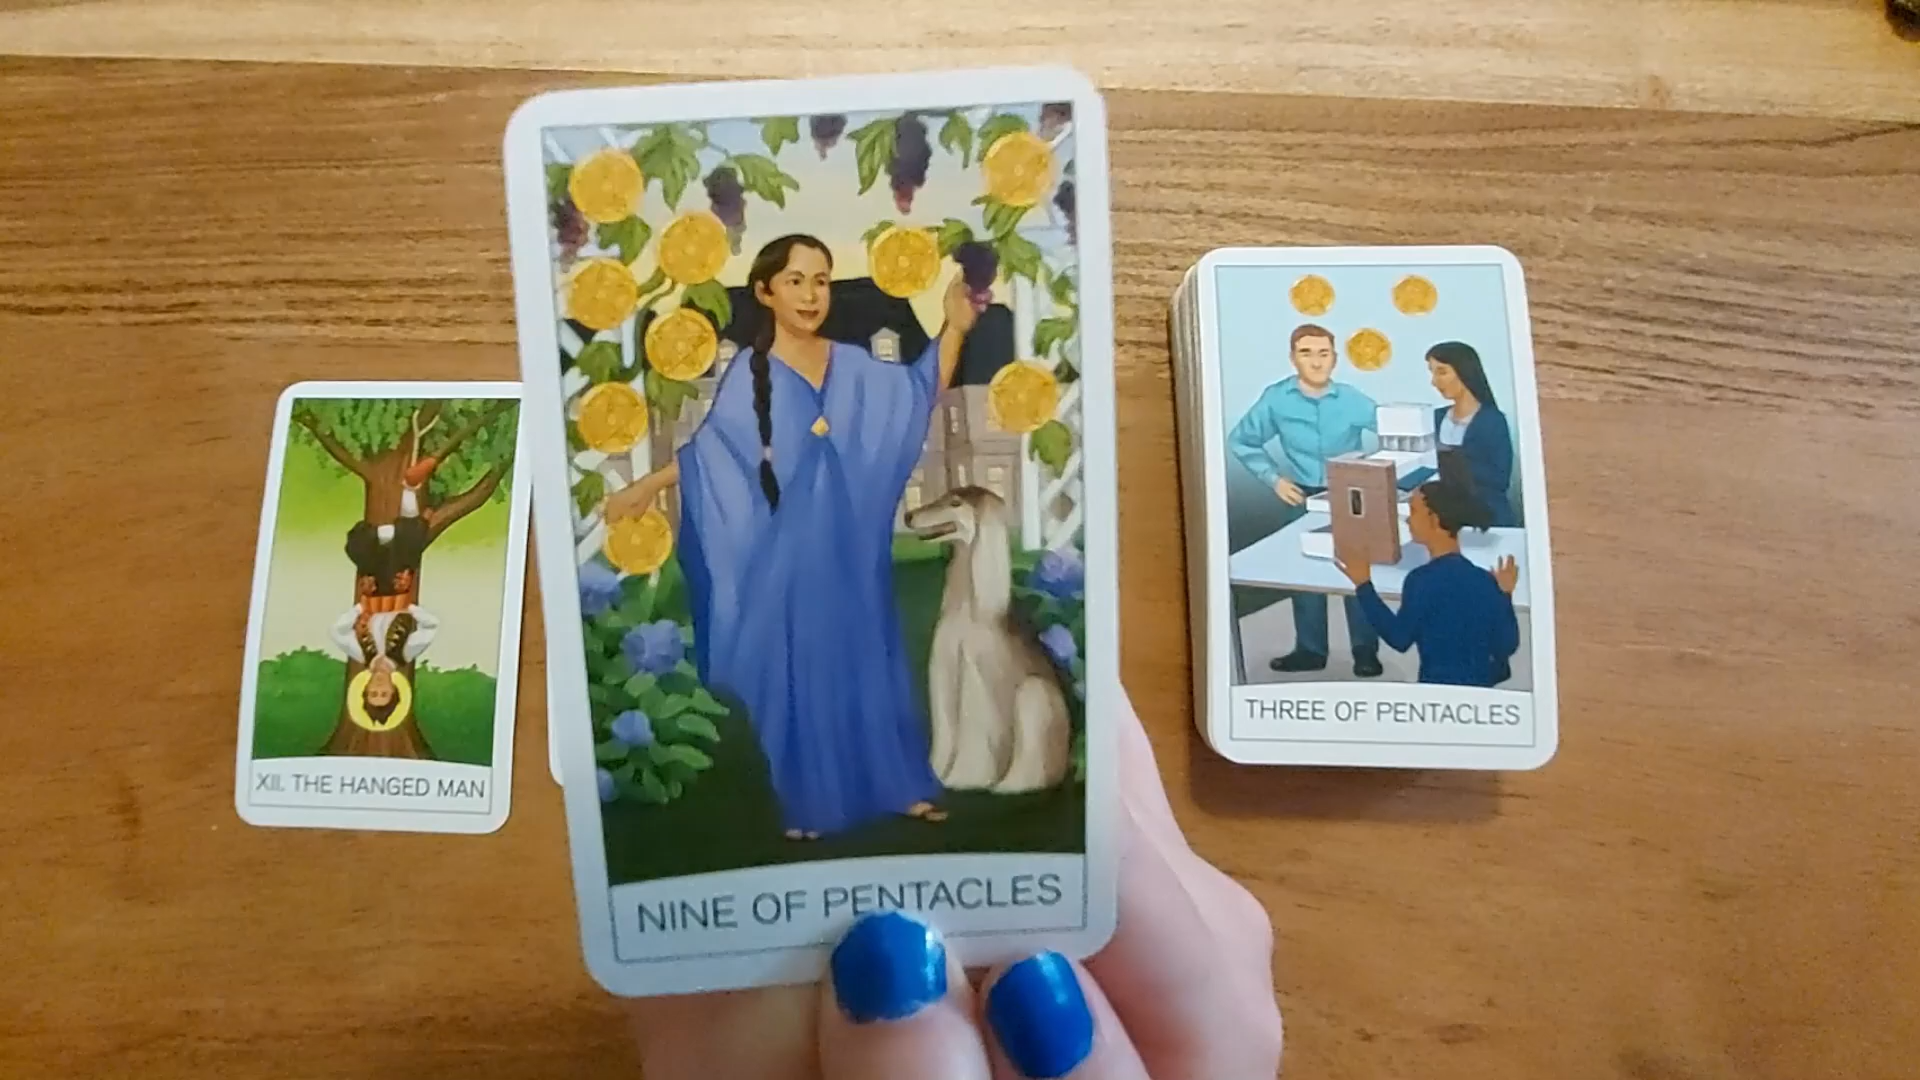 XII. THE HANGED MAN
NINE OF PENTACLES
THREE OF PENTACLES